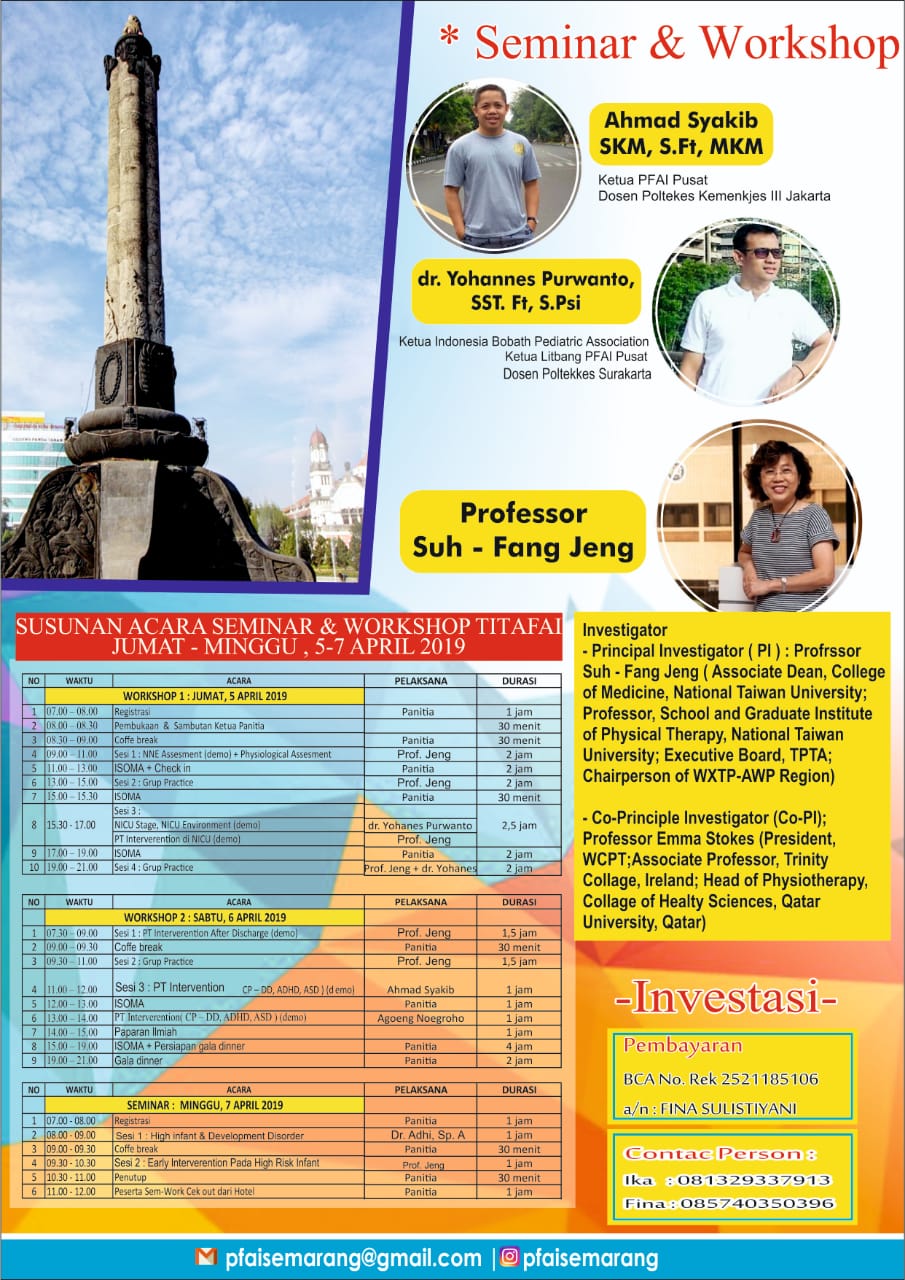 * Seminar & Workshop
Ahmad Syakib
SKM, S.Ft, MKM
Ketua PFAI Pusat
Dosen Poltekes Kemenkjes III Jakarta
dr. Yohannes Purwanto,
SST. Ft, S.Psi
Ketua Indonesia Bobath Pediatric Association
Ketua Litbang PFAI Pusat
Dosen Poltekkes Surakarta
Professor
Suh - Fang Jeng
SUSUNAN ACARA SEMINAR & WORKSHOP TITAFAI
JUMAT - MINGGU , 5-7 APRIL 2019
NO WAKTU ACARA PELAKSANA DURASI
WORKSHOP 1 : JUMAT, 5 APRIL 2019
1 07.00 – 08.00 Registrasi Panitia 1 jam
2 08.00 – 08.30 Pembukaan & Sambutan Ketua Panitia 30 menit
3 08.30 – 09.00 Coffe break Panitia 30 menit
4 09.00 – 11.00 Sesi 1 : NNE Assesment (demo) + Physiological Assesment Prof. Jeng 2 jam
5 11.00 – 13.00 ISOMA + Check in Panitia 2 jam
6 13.00 – 15.00 Sesi 2 : Grup Practice Prof. Jeng 2 jam
7 15.00 – 15.30 ISOMA Panitia 30 menit
Sesi 3 :
8 15.30 - 17.00 NICU Stage, NICU Environment (demo) dr. Yohanes Purwanto 2,5 jam
PT Interverention di NICU (demo) Prof. Jeng
9 17.00 – 19.00 ISOMA Panitia 2 jam
10 19.00 – 21.00 Sesi 4 : Grup Practice Prof. Jeng + dr. Yohanes 2 jam
NO WAKTU ACARA PELAKSANA DURASI
WORKSHOP 2 : SABTU, 6 APRIL 2019
1 07.30 – 09.00 Sesi 1 : PT Interverention After Discharge (demo) Prof. Jeng 1,5 jam
2 09.00 – 09.30 Coffe break Panitia 30 menit
3 09.30 – 11.00 Sesi 2 : Grup Practice Prof. Jeng 1,5 jam
4 11.00 – 12.00 Sesi 3 : PT Intervention CP – DD, ADHD, ASD ) (demo) Ahmad Syakib 1 jam
5 12.00 – 13.00 ISOMA Panitia 1 jam
6 13.00 – 14.00 PT Interverention( CP – DD, ADHD, ASD ) (demo) Agoeng Noegroho 1 jam
7 14.00 – 15.00 Paparan Ilmiah 1 jam
8 15.00 – 19.00 ISOMA + Persiapan gala dinner Panitia 4 jam
9 19.00 – 21.00 Gala dinner Panitia 2 jam
NO WAKTU ACARA PELAKSANA DURASI
SEMINAR : MINGGU, 7 APRIL 2019
1 07.00 - 08.00 Registrasi Panitia 1 jam
2 08.00 - 09.00 Sesi 1 : High infant & Development Disorder Dr. Adhi, Sp. A 1 jam
3 09.00 - 09.30 Coffe break Panitia 30 menit
4 09.30 - 10.30 Sesi 2 : Early Interverention Pada High Risk Infant Prof. Jeng 1 jam
5 10.30 - 11.00 Penutup Panitia 30 menit
6 11.00 - 12.00 Peserta Sem-Work Cek out dari Hotel Panitia 1 jam
Investigator
- Principal Investigator ( PI ) : Profrssor
Suh - Fang Jeng ( Associate Dean, College
of Medicine, National Taiwan University;
Professor, School and Graduate Institute
of Physical Therapy, National Taiwan
University; Executive Board, TPTA;
Chairperson of WXTP-AWP Region)
- Co-Principle Investigator (Co-PI);
Professor Emma Stokes (President,
WCPT;Associate Professor, Trinity
Collage, Ireland; Head of Physiotherapy,
Collage of Healty Sciences, Qatar
University, Qatar)
-Investasi-
Pembayaran
BCA No. Rek 2521185106
a/n : FINA SULISTIYANI
Contac Person :
Ika : 081329337913
Fina : 085740350396
pfaisemarang@gmail.com | pfaisemarang